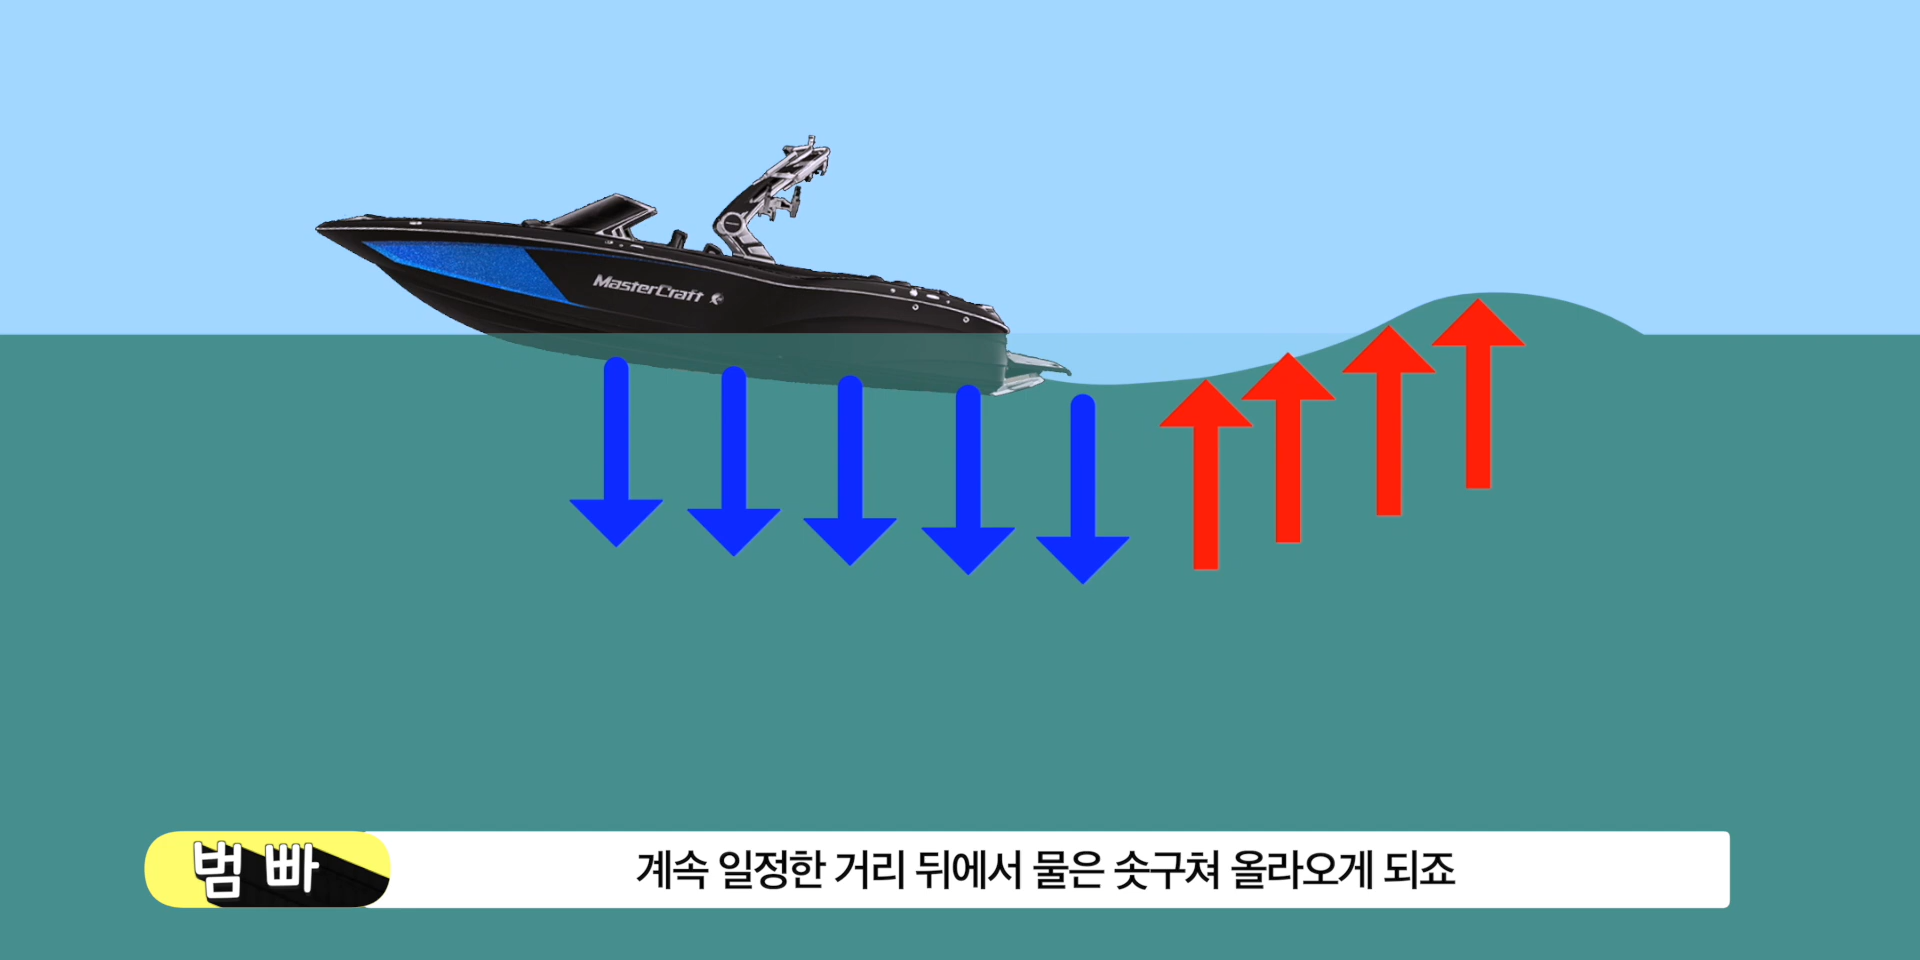 MasterCraft
범 빠
계속 일정한 거리 뒤에서 물은 솟구쳐 올라오게 되죠